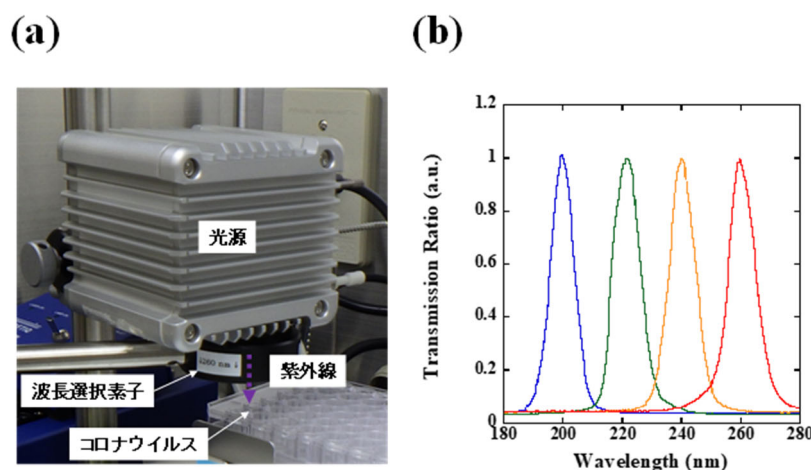 (a)
光源
260 nm
波長選択素子
紫外線
コロナウイルス
(b)
Transmission Ratio (a.u.)
1.2
1
0.8
0.6
0.4
0.2
0
180 200 220 240 260 280
Wavelength (nm)